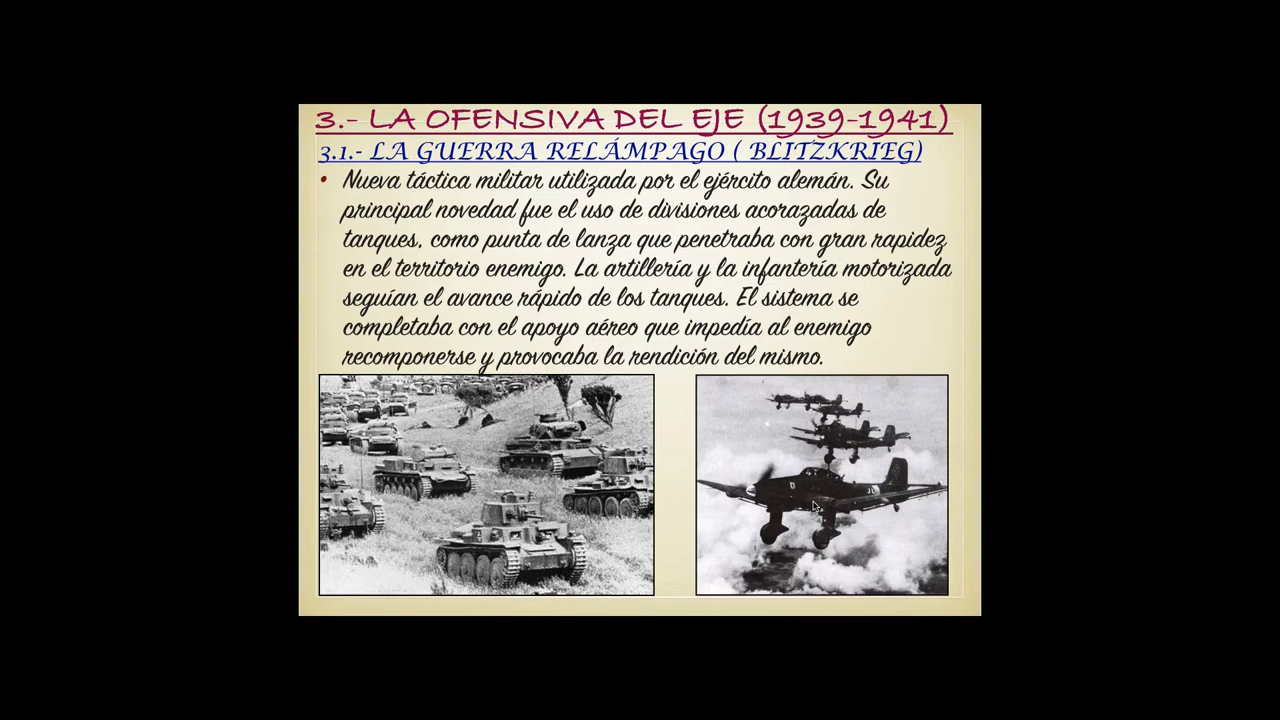 3.- LA OFENSIVA DEL EJE (1939-1941)
3.1.- LA GUERRA RELÁMPAGO ( BLITZKRIEG)
• Nueva táctica militar utilizada por el ejército alemán. Su
principal novedad fue el uso de divisiones acorazadas de
tanques, como punta de lanza que penetraba con gran rapidez
en el territorio enemigo. La artillería y la infantería motorizada
seguían el avance rápido de los tanques. El sistema se
completaba con el apoyo aéreo que impedía al enemigo
recomponerse y provocaba la rendición del mismo.